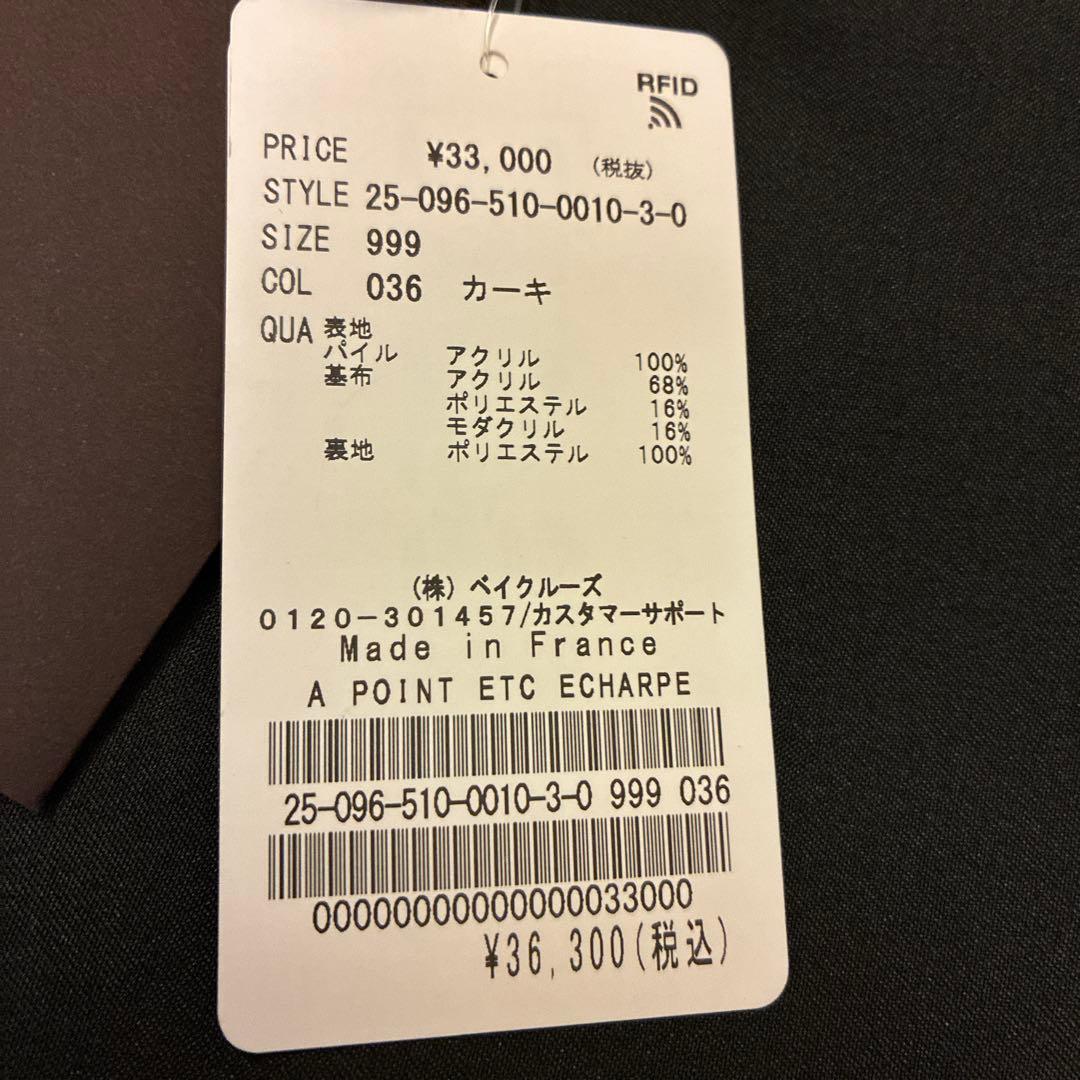 RFID
PRICE ¥33,000 (税抜)
STYLE 25-096-510-0010-3-0
SIZE 999
COL 036 カーキ
QUA 表地
パイル アクリル 100%
基布 アクリル 68%
ポリエステル 16%
モダクリル 16%
裏地 ポリエステル 100%
(株) ベイクルーズ
0120-301457/カスタマーサポート
Made in France
A POINT ETC ECHARPE
25-096-510-0010-3-0 999 036
00000000000000033000
¥36,300(税込)